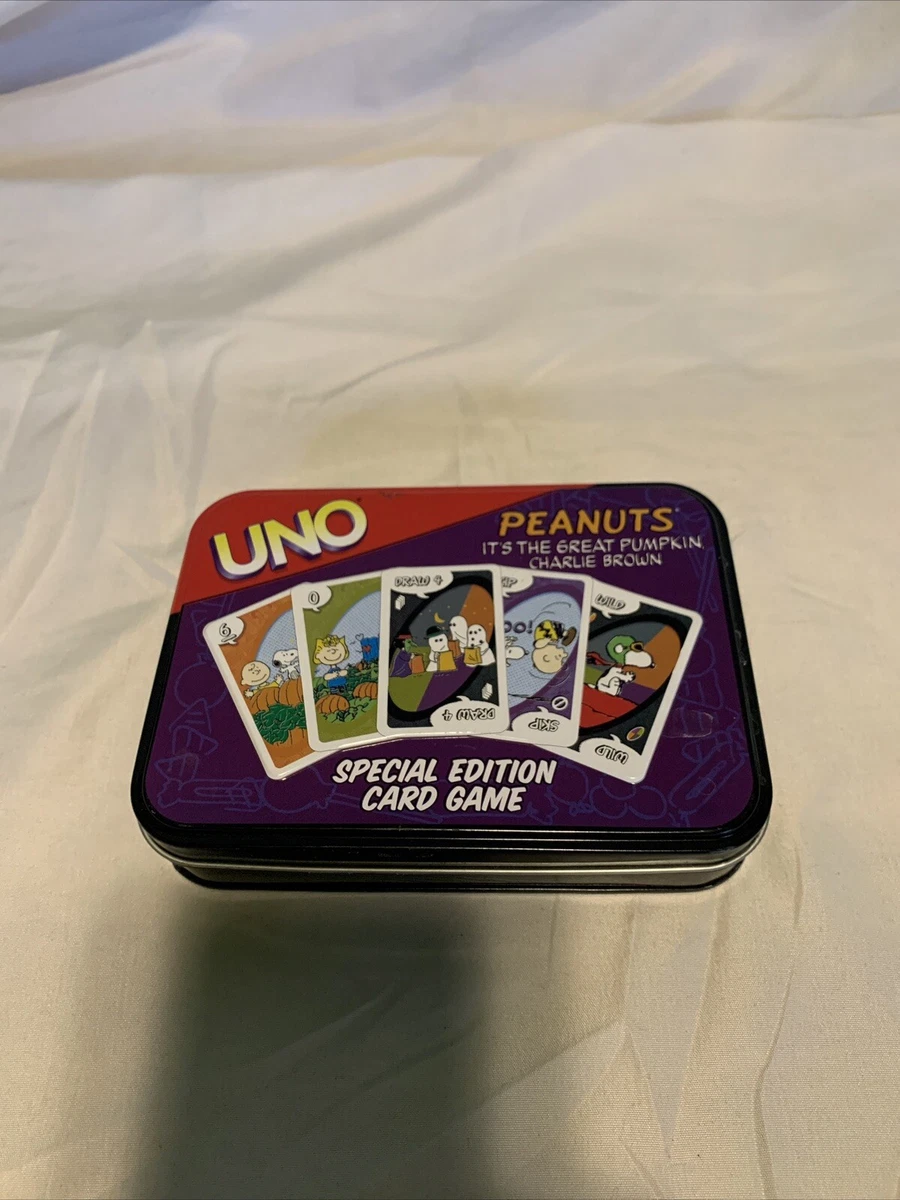 UNO
PEANUTS
IT'S THE GREAT PUMPKIN,
CHARLIE BROWN
6
0
DRAW 4
DRAW 4
SKIP
WILD
WILD
SPECIAL EDITION
CARD GAME